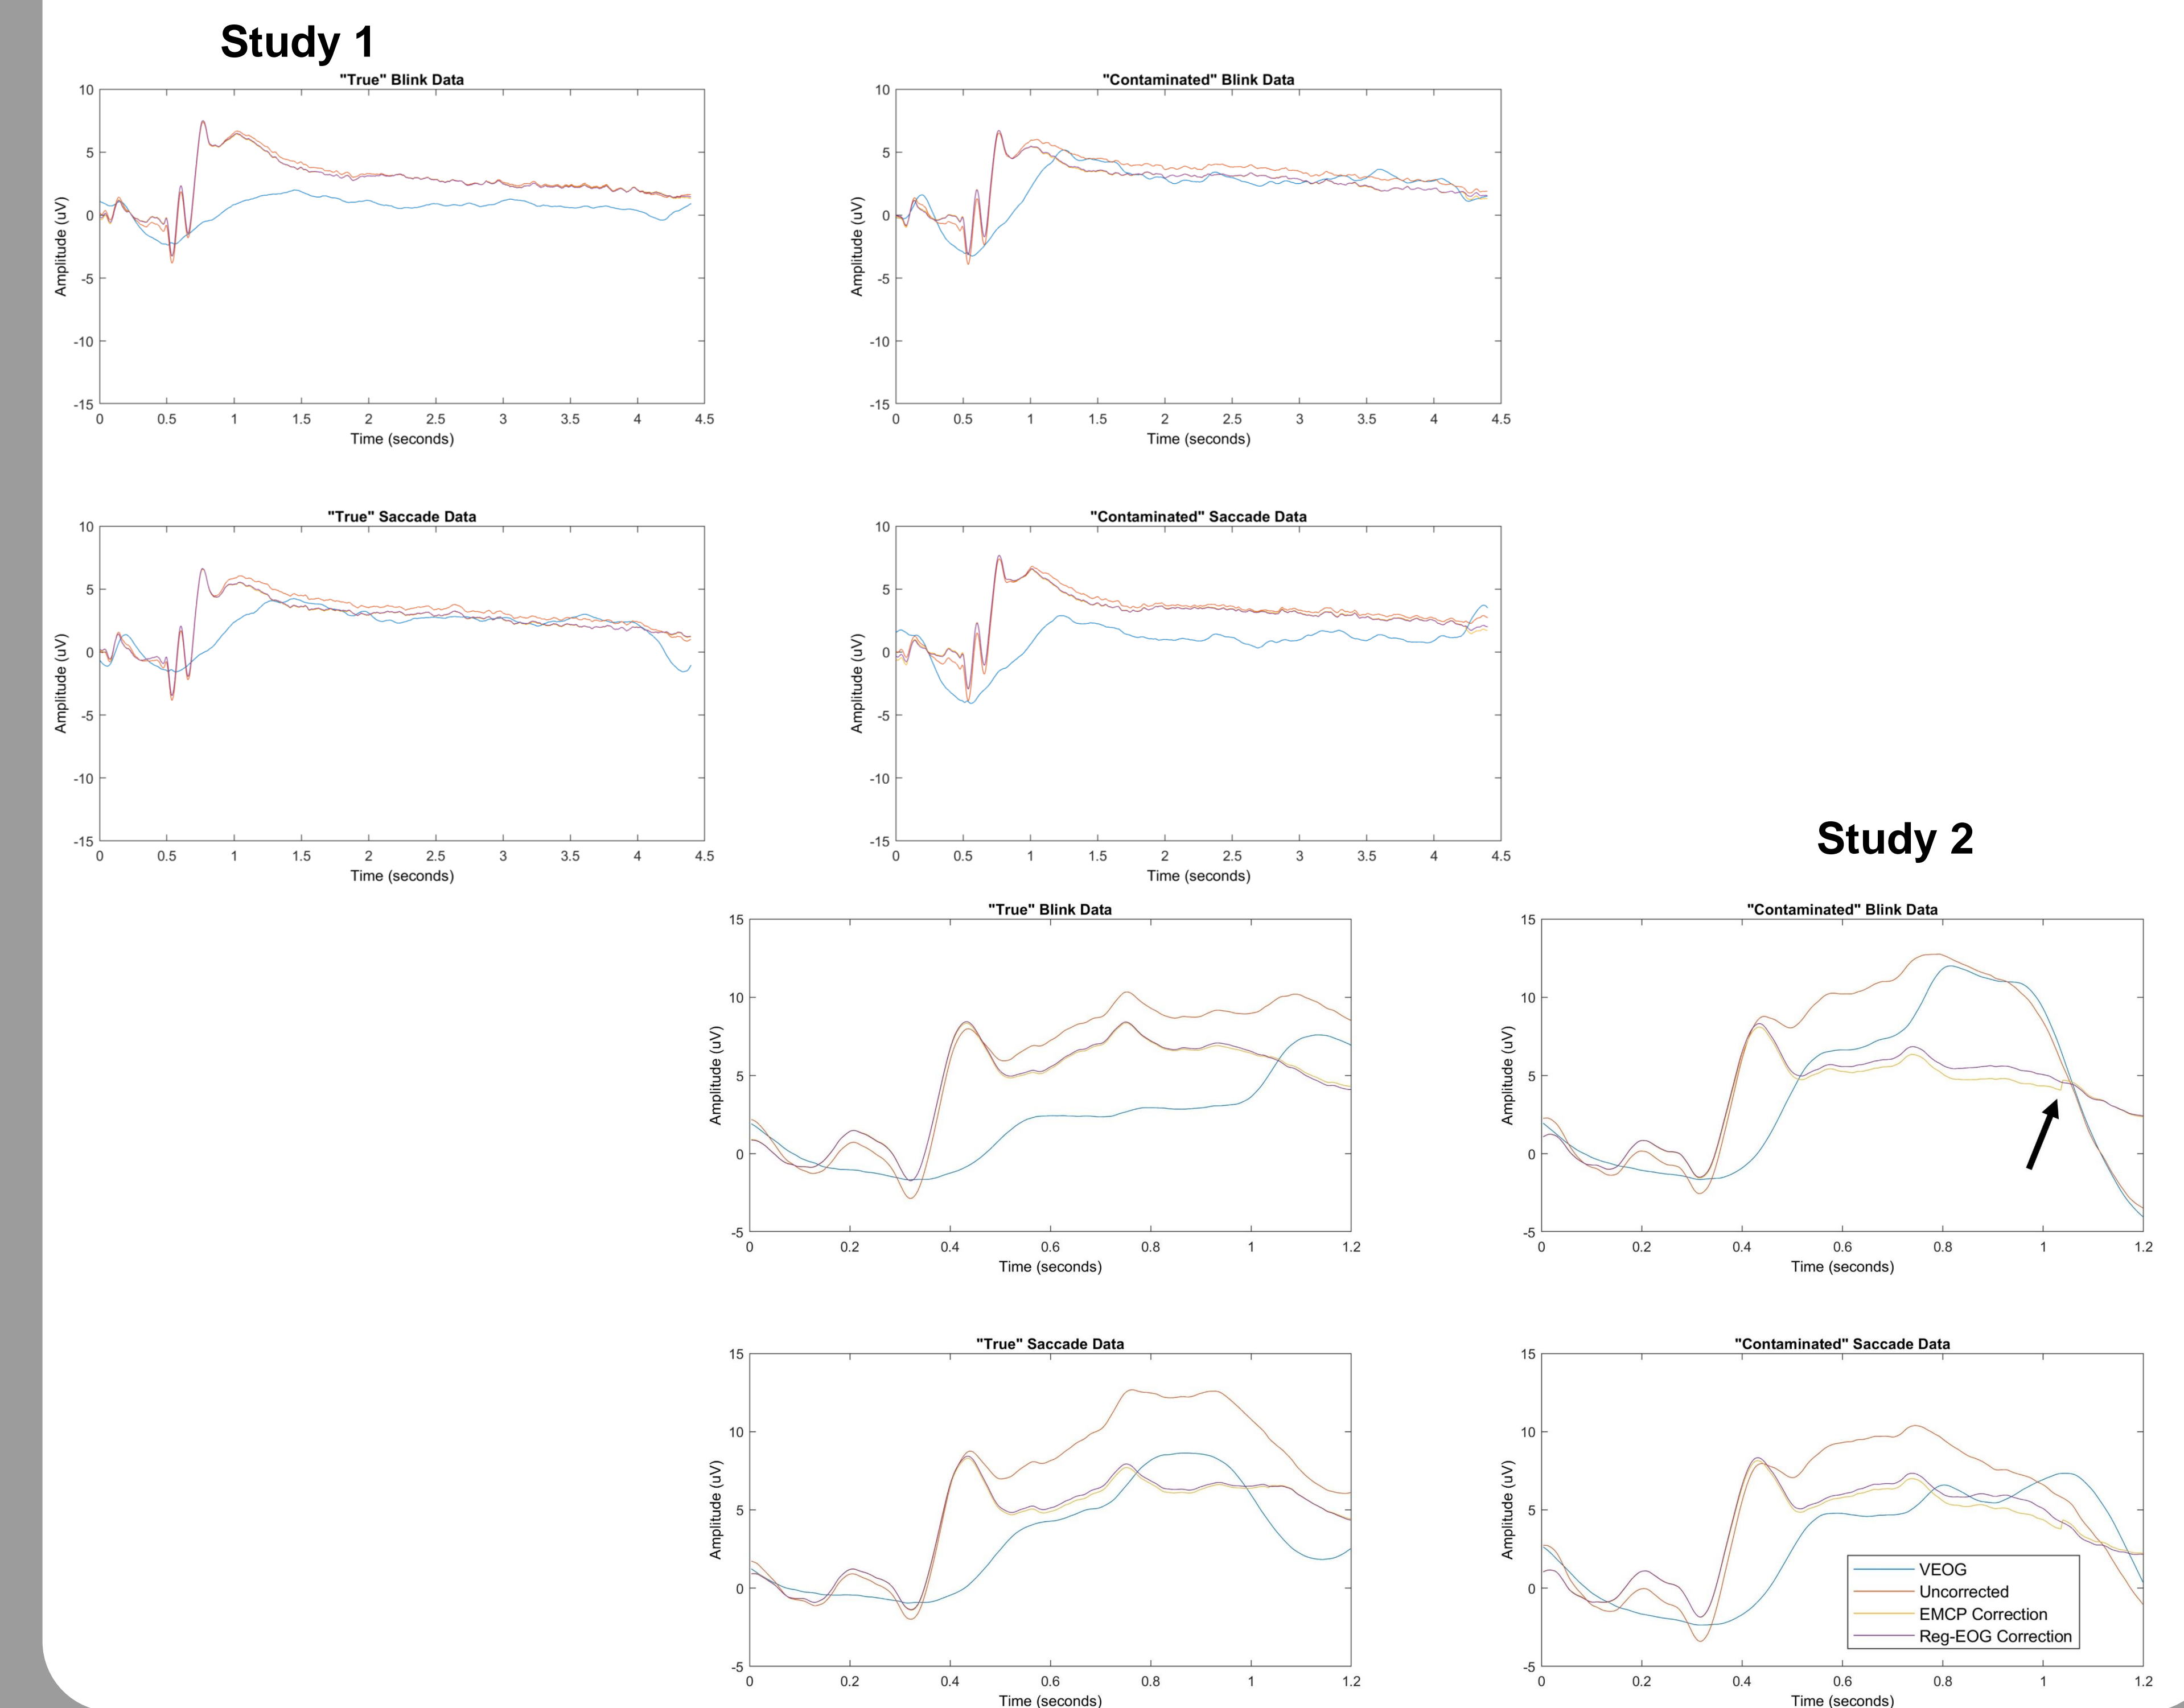 Study 1
"True" Blink Data
10
5
0
-5
-10
-15
Amplitude (uV)
0 0.5 1 1.5 2 2.5 3 3.5 4 4.5
Time (seconds)
"Contaminated" Blink Data
10
5
0
-5
-10
-15
Amplitude (uV)
0 0.5 1 1.5 2 2.5 3 3.5 4 4.5
Time (seconds)
"True" Saccade Data
10
5
0
-5
-10
-15
Amplitude (uV)
0 0.5 1 1.5 2 2.5 3 3.5 4 4.5
Time (seconds)
"Contaminated" Saccade Data
10
5
0
-5
-10
-15
Amplitude (uV)
0 0.5 1 1.5 2 2.5 3 3.5 4 4.5
Time (seconds)
Study 2
"True" Blink Data
15
10
5
0
-5
Amplitude (uV)
0 0.2 0.4 0.6 0.8 1 1.2
Time (seconds)
"Contaminated" Blink Data
15
10
5
0
-5
Amplitude (uV)
0 0.2 0.4 0.6 0.8 1 1.2
Time (seconds)
"True" Saccade Data
15
10
5
0
-5
Amplitude (uV)
0 0.2 0.4 0.6 0.8 1 1.2
Time (seconds)
"Contaminated" Saccade Data
15
10
5
0
-5
Amplitude (uV)
VEOG
Uncorrected
EMCP Correction
Reg-EOG Correction
0 0.2 0.4 0.6 0.8 1 1.2
Time (seconds)